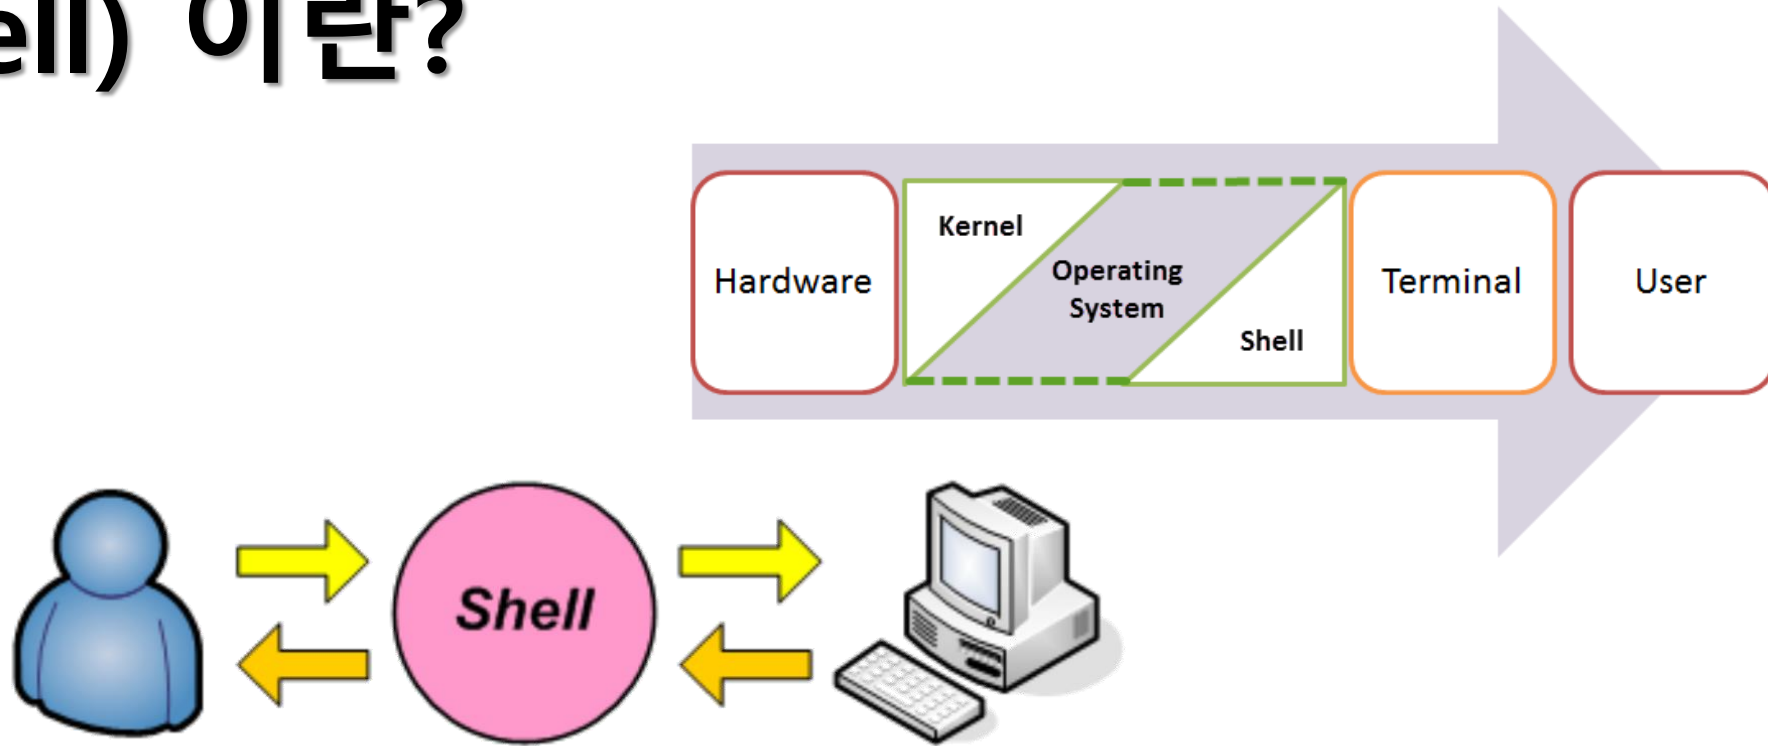 ell) 이란?
Kernel
Hardware
Operating
System
Terminal
User
Shell
Shell